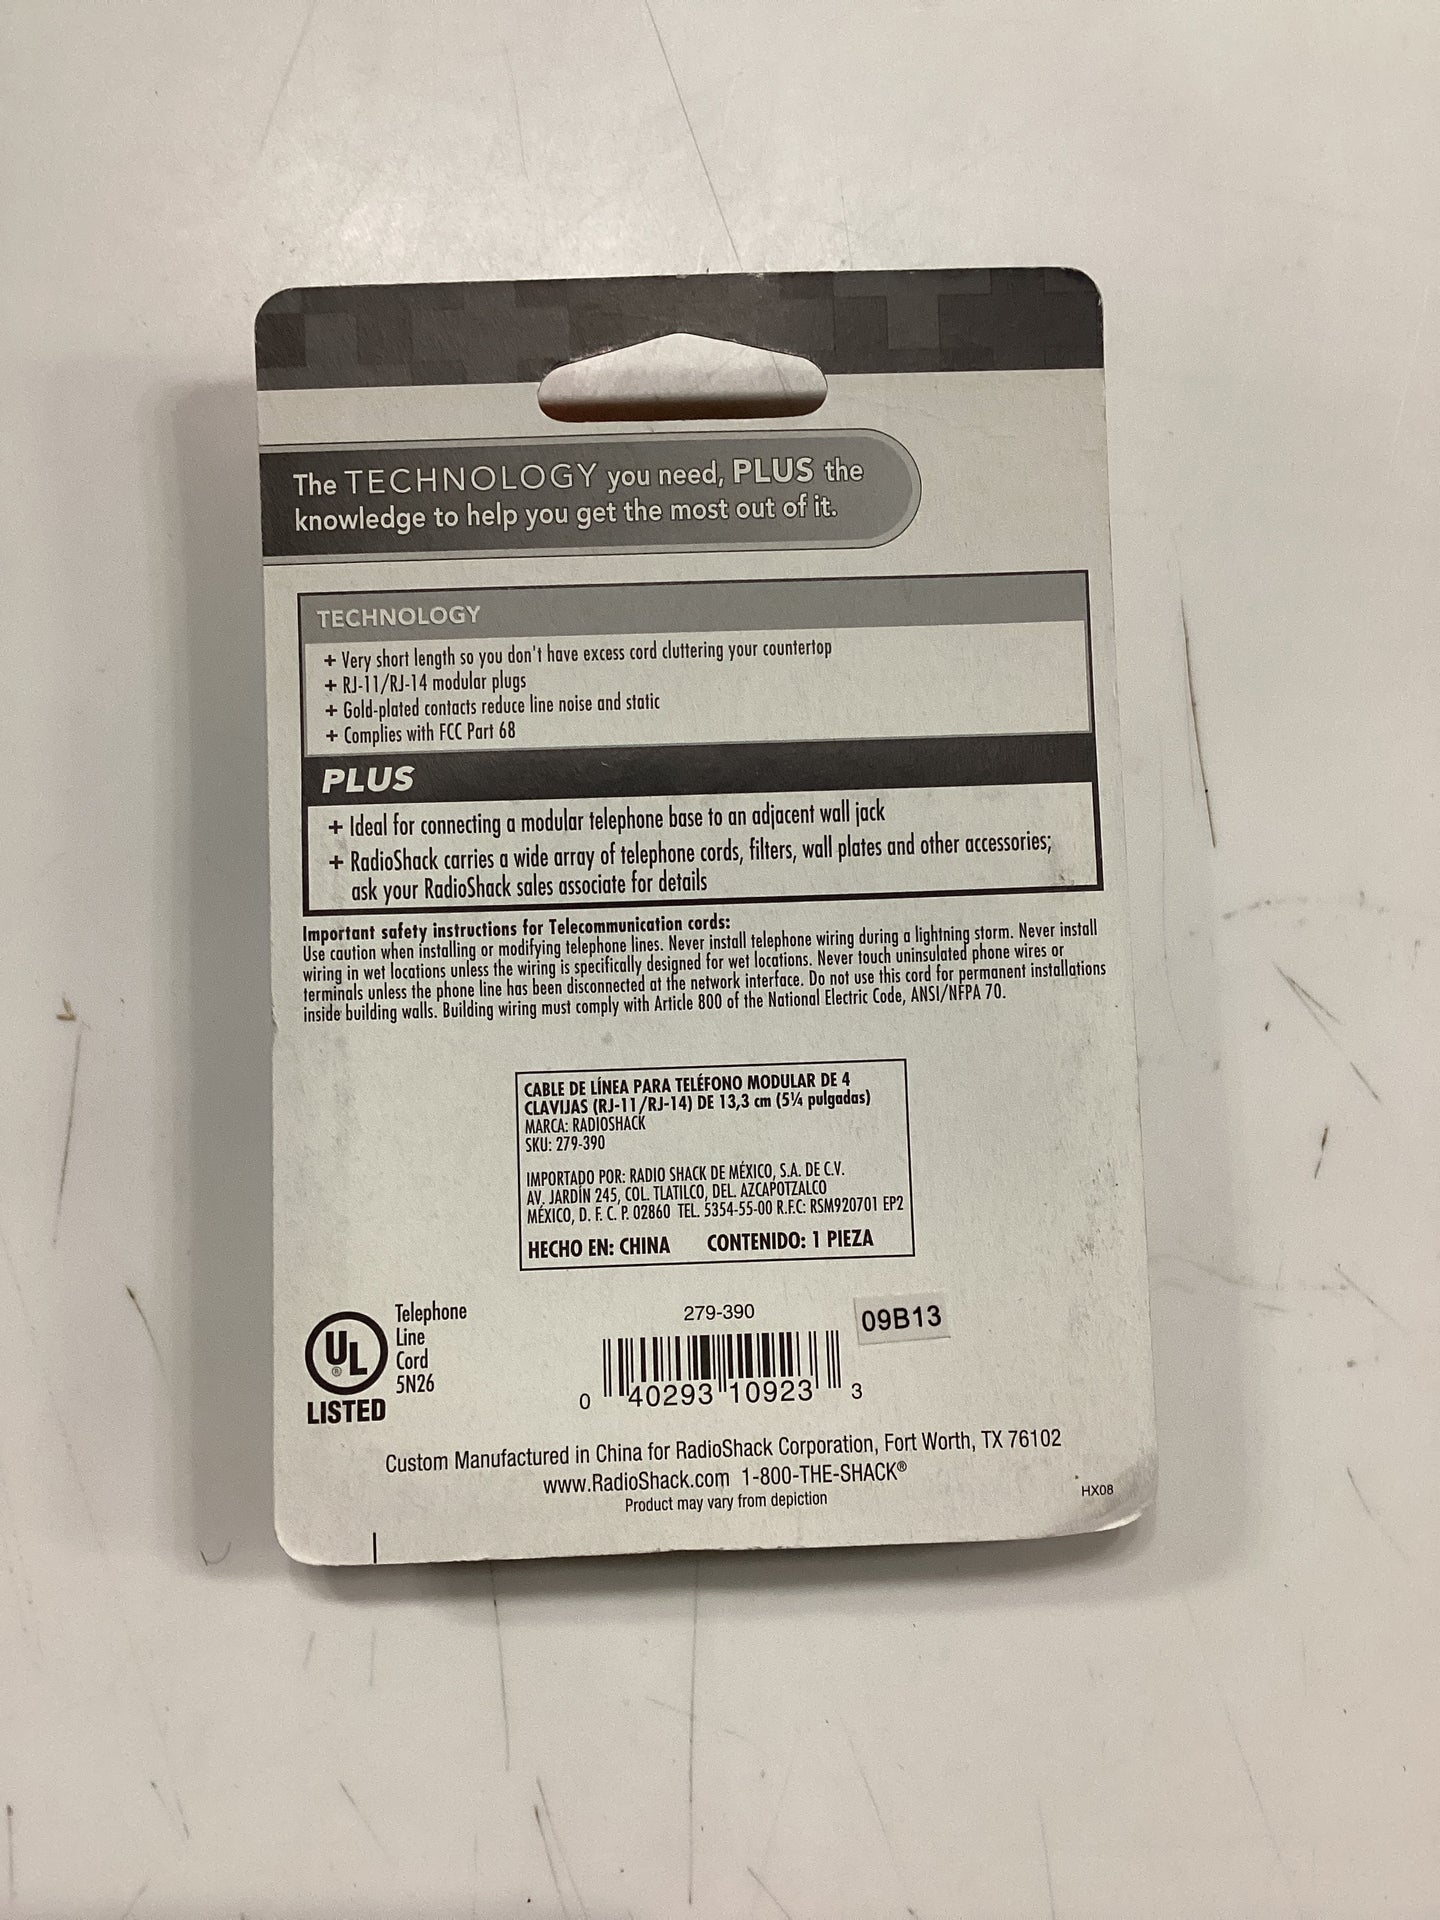 The TECHNOLOGY you need, PLUS the
knowledge to help you get the most out of it.
TECHNOLOGY
+ Very short length so you don't have excess cord cluttering your countertop
+ RJ-11/RJ-14 modular plugs
+ Gold-plated contacts reduce line noise and static
+ Complies with FCC Part 68
PLUS
+ Ideal for connecting a modular telephone base to an adjacent wall jack
+ RadioShack carries a wide array of telephone cords, filters, wall plates and other accessories;
ask your RadioShack sales associate for details
Important safety instructions for Telecommunication cords:
Use caution when installing or modifying telephone lines. Never install telephone wiring during a lightning storm. Never install
wiring in wet locations unless the wiring is specifically designed for wet locations. Never touch uninsulated phone wires or
terminals unless the phone line has been disconnected at the network interface. Do not use this cord for permanent installations
inside building walls. Building wiring must comply with Article 800 of the National Electric Code, ANSI/NFPA 70.
CABLE DE LÍNEA PARA TELÉFONO MODULAR DE 4
CLAVIJAS (RJ-11/RJ-14) DE 13,3 cm (5¼ pulgadas)
MARCA: RADIOSHACK
SKU: 279-390
IMPORTADO POR: RADIO SHACK DE MÉXICO, S.A. DE C.V.
AV. JARDÍN 245, COL. TLATILCO, DEL. AZCAPOTZALCO
MÉXICO, D. F. C. P. 02860 TEL. 5354-55-00 R.F.C: RSM920701 EP2
HECHO EN: CHINA CONTENIDO: 1 PIEZA
UL
®
LISTED
Telephone
Line
Cord
5N26
279-390
09B13
0 40293 10923 3
Custom Manufactured in China for RadioShack Corporation, Fort Worth, TX 76102
www.RadioShack.com 1-800-THE-SHACK®
Product may vary from depiction
HX08